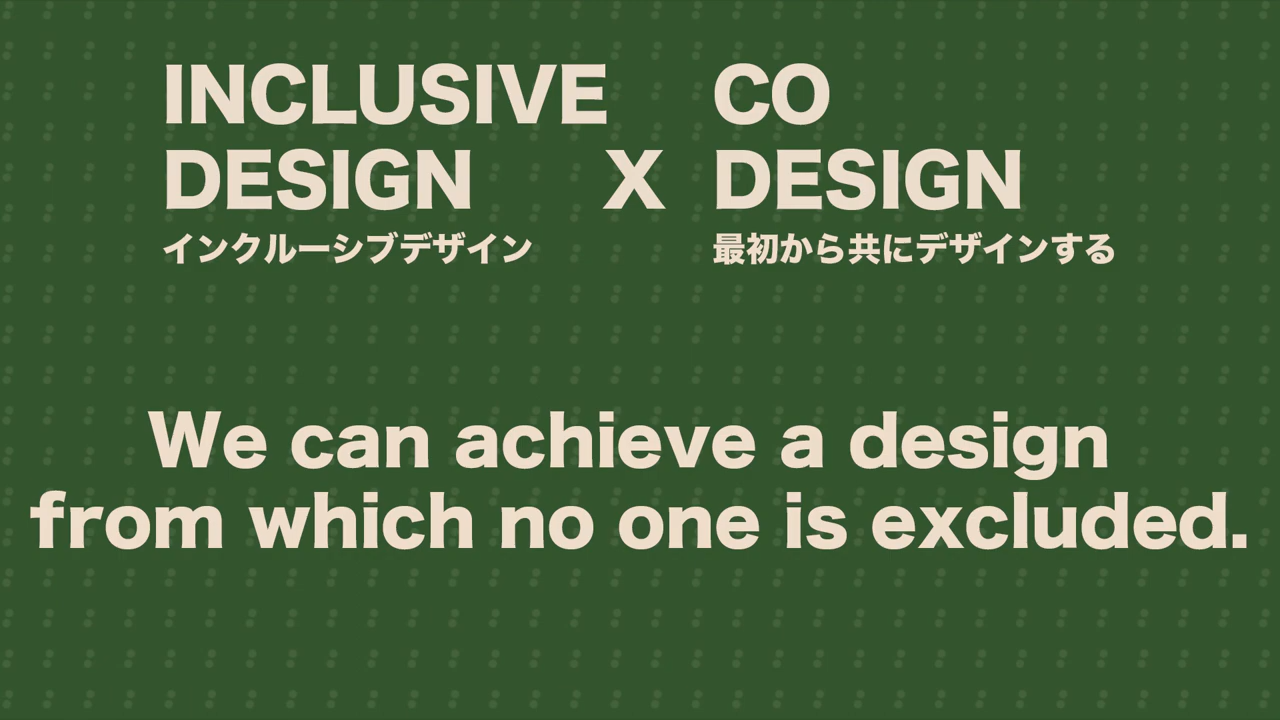 INCLUSIVE
DESIGN
インクルーシブデザイン
X
CO
DESIGN
最初から共にデザインする
We can achieve a design
from which no one is excluded.